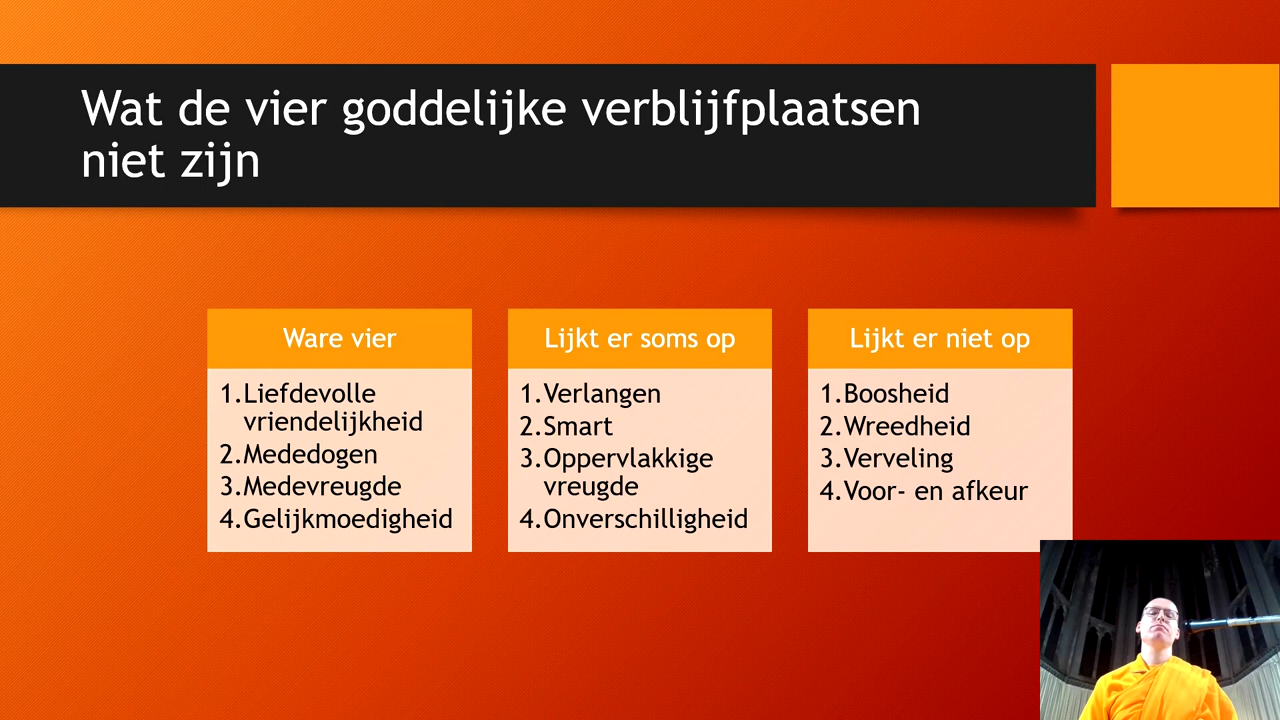 Wat de vier goddelijke verblijfplaatsen
niet zijn
Ware vier
1.Liefdevolle
vriendelijkheid
2.Mededogen
3.Medevreugde
4.Gelijkmoedigheid
Lijkt er soms op
1.Verlangen
2.Smart
3.Oppervlakkige
vreugde
4.Onverschilligheid
Lijkt er niet op
1.Boosheid
2.Wreedheid
3.Verveling
4.Voor- en afkeur